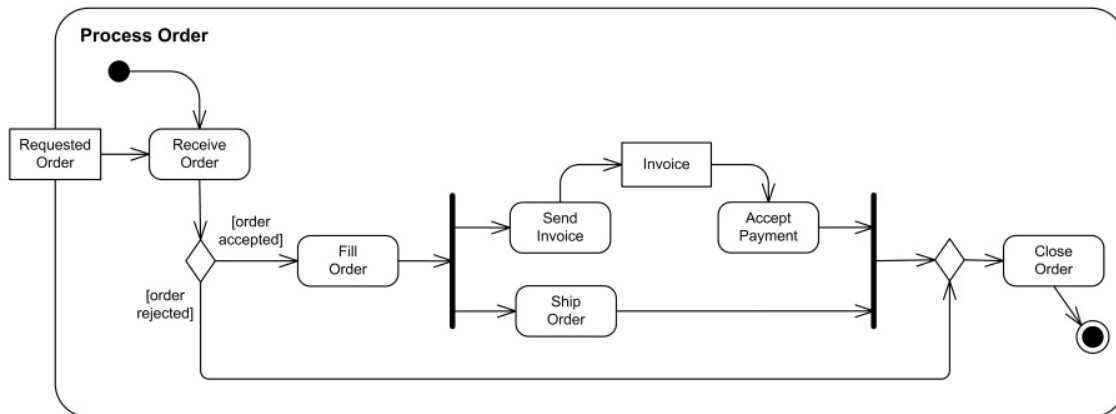 Process Order
Requested
Order
Receive
Order
[order
accepted]
[order
rejected]
Fill
Order
Send
Invoice
Invoice
Accept
Payment
Ship
Order
Close
Order